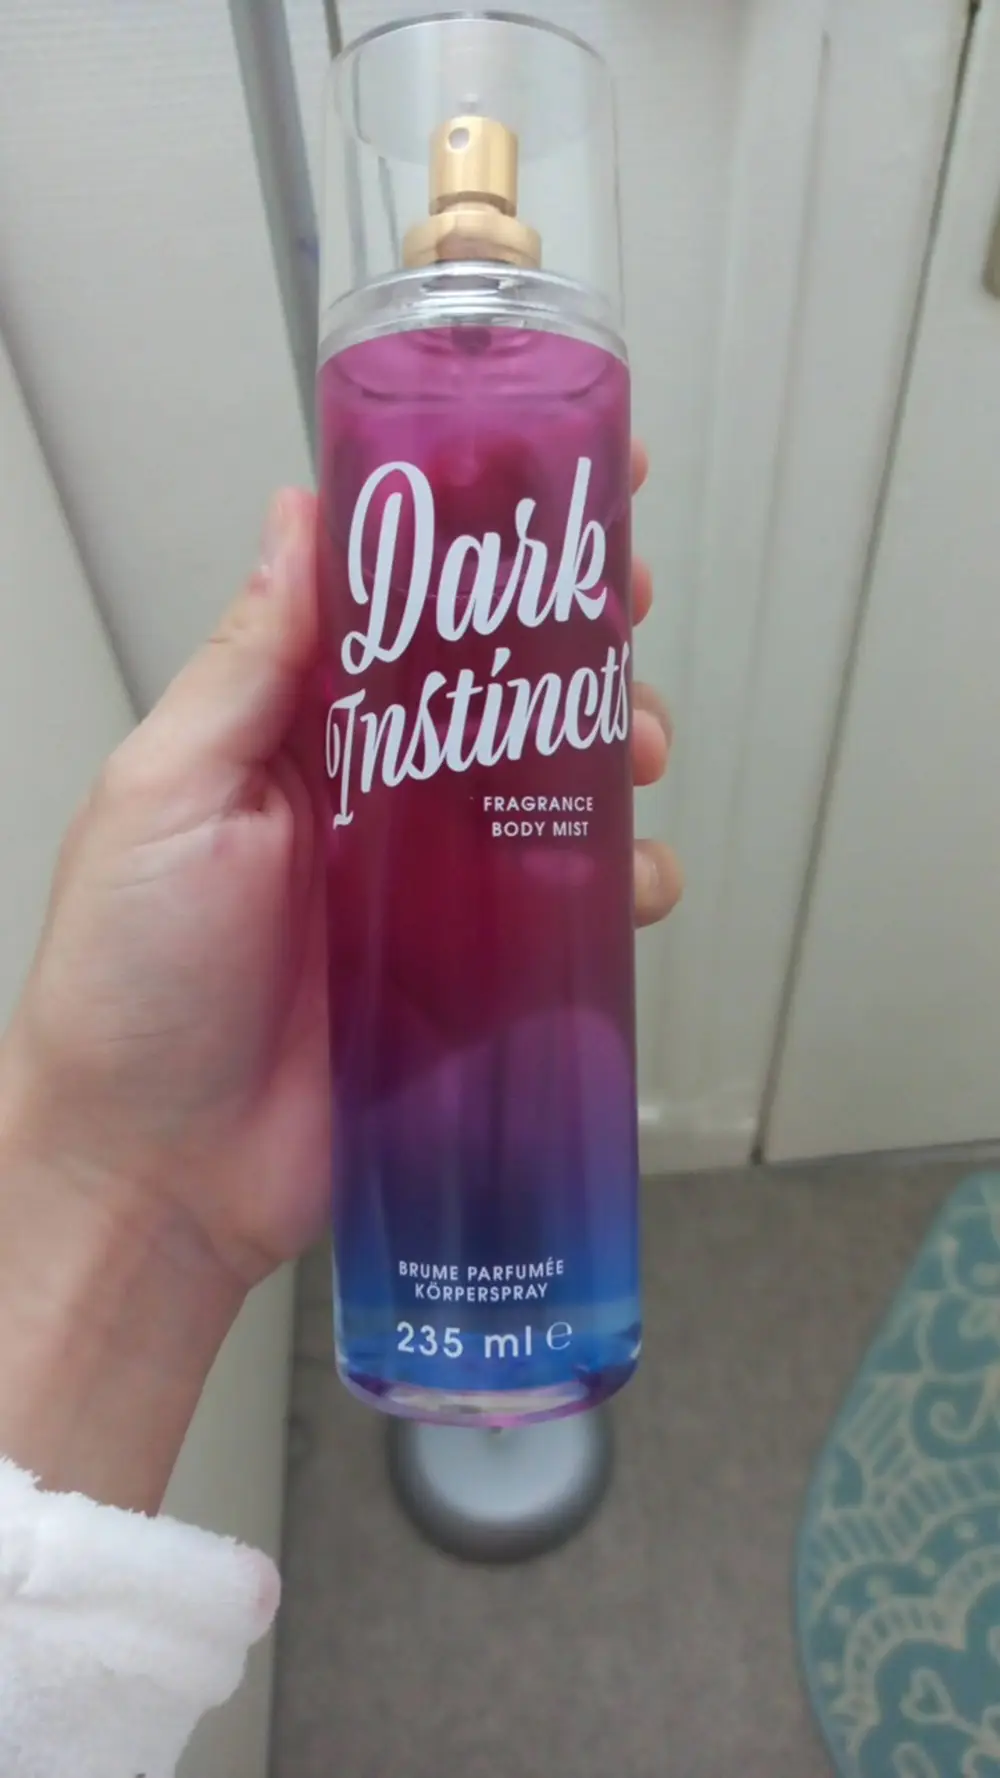 Dark
Instincts
FRAGRANCE
BODY MIST
BRUME PARFUMÉE
KÖRPERSPRAY
235 ml ℮